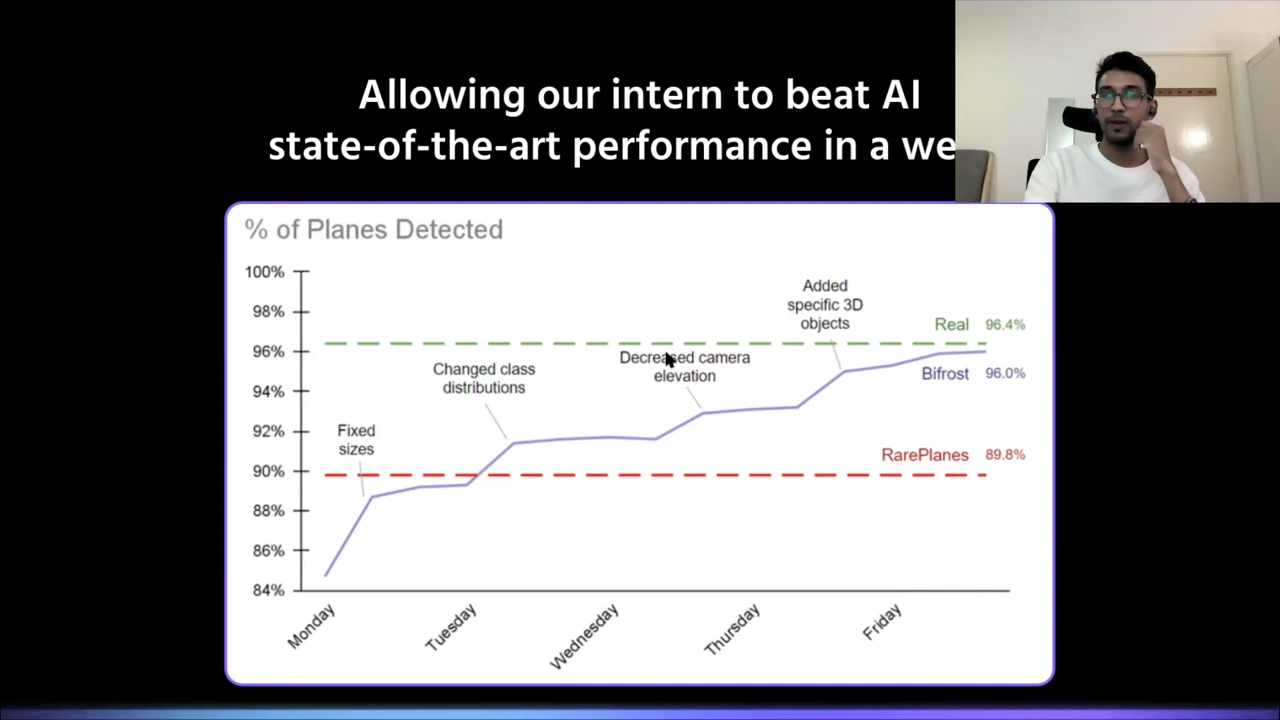 Allowing our intern to beat AI
state-of-the-art performance in a we
% of Planes Detected
100%
98%
96%
94%
92%
90%
88%
86%
84%
Fixed
sizes
Changed class
distributions
Decreased camera
elevation
Added
specific 3D
objects
Real 96.4%
Bifrost 96.0%
RarePlanes 89.8%
Monday
Tuesday
Wednesday
Thursday
Friday